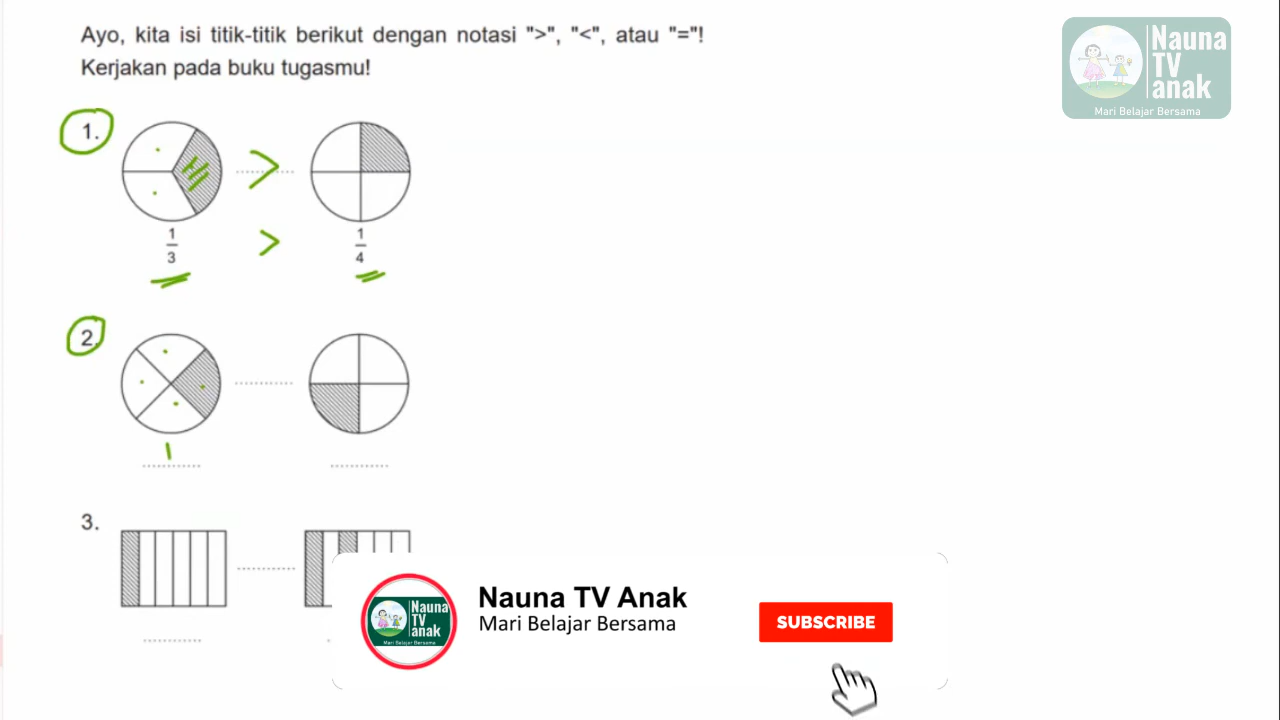 Ayo, kita isi titik-titik berikut dengan notasi ">", "<", atau "="!
Kerjakan pada buku tugasmu!
Nauna
TV
anak
Mari Belajar Bersama
1.
............ > ............
1/3 > 1/4
2.
............
1
............ ............
3.
............
............
Nauna
TV
anak
Mari Belajar Bersama
Nauna TV Anak
Mari Belajar Bersama
SUBSCRIBE